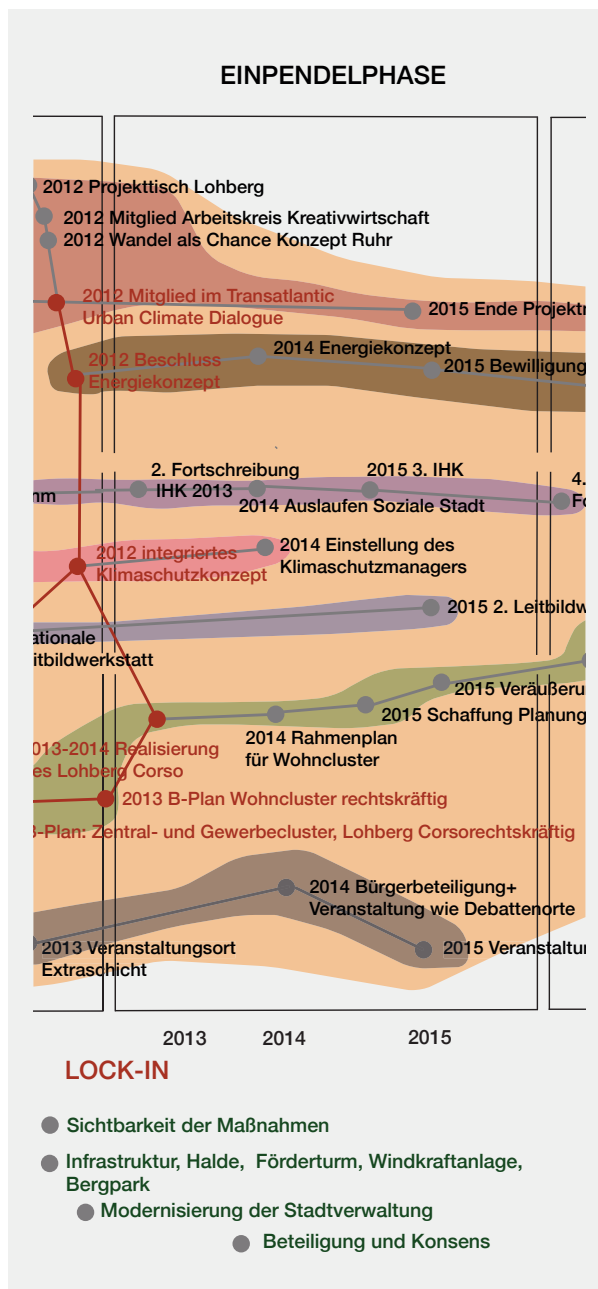 EINPENDELPHASE
2012 Projekttisch Lohberg
2012 Mitglied Arbeitskreis Kreativwirtschaft
2012 Wandel als Chance Konzept Ruhr
2012 Mitglied im Transatlantic
Urban Climate Dialogue
2015 Ende Projektr
2012 Beschluss
Energiekonzept
2014 Energiekonzept
2015 Bewilligung
nm
2. Fortschreibung
IHK 2013
2014 Auslaufen Soziale Stadt
2015 3. IHK
4.
Fo
2012 integriertes
Klimaschutzkonzept
2014 Einstellung des
Klimaschutzmanagers
ationale
itbildwerkstatt
2015 2. Leitbildw
2015 Veräußeru
2015 Schaffung Planung
2014 Rahmenplan
für Wohncluster
2013-2014 Realisierung
des Lohberg Corso
2013 B-Plan Wohncluster rechtskräftig
B-Plan: Zentral- und Gewerbecluster, Lohberg Corsorechtskräftig
2014 Bürgerbeteiligung+
Veranstaltung wie Debattenorte
2013 Veranstaltungsort
Extraschicht
2015 Veranstaltun
2013 2014 2015
LOCK-IN
Sichtbarkeit der Maßnahmen
Infrastruktur, Halde, Förderturm, Windkraftanlage,
Bergpark
Modernisierung der Stadtverwaltung
Beteiligung und Konsens